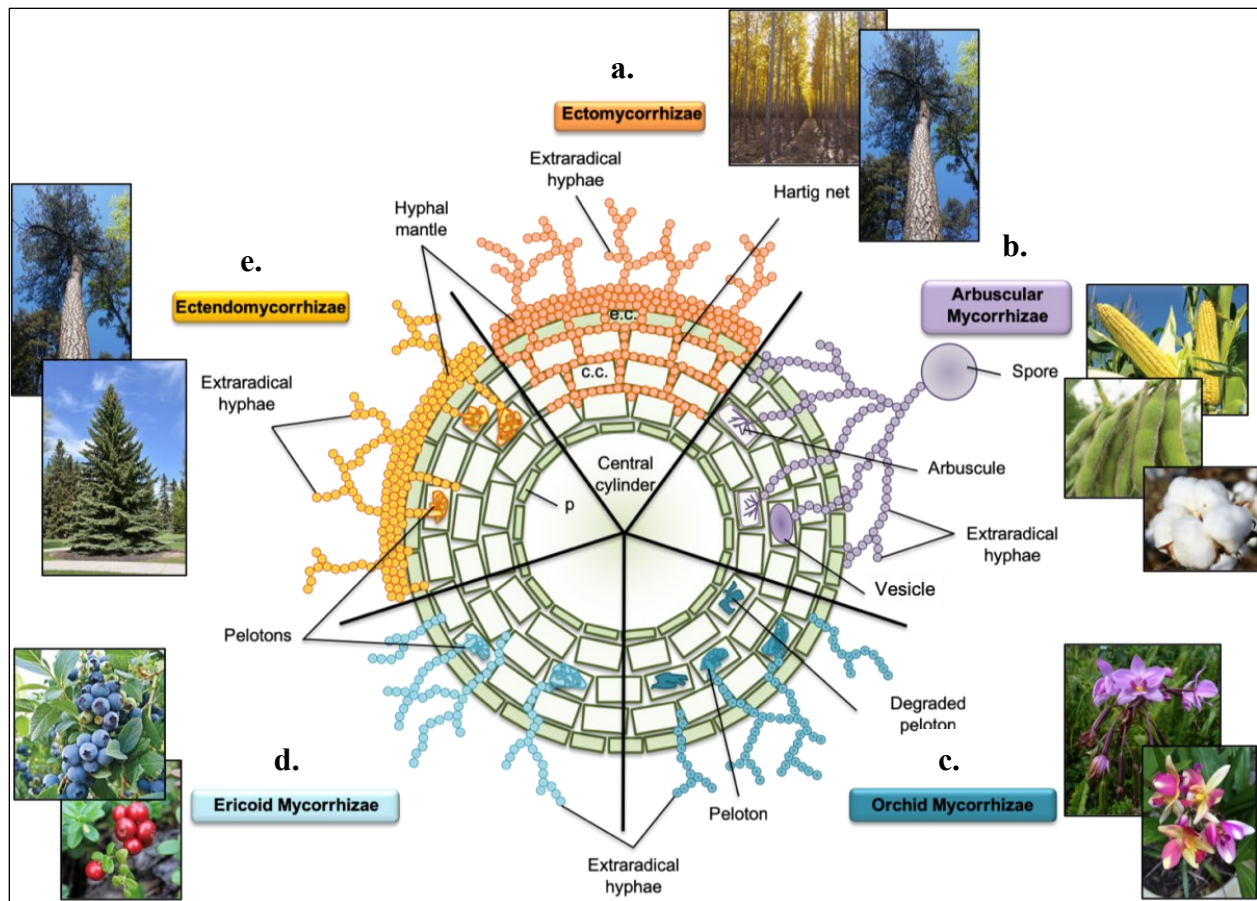 a.
Ectomycorrhizae
Extraradical
hyphae
Hartig net
Hyphal
mantle
b.
e.
Arbuscular
Mycorrhizae
Ectendomycorrhizae
e.c.
Spore
Extraradical
hyphae
c.c.
Central
cylinder
Arbuscule
p
Extraradical
hyphae
Vesicle
Pelotons
Degraded
peloton
d.
c.
Ericoid Mycorrhizae
Peloton
Orchid Mycorrhizae
Extraradical
hyphae